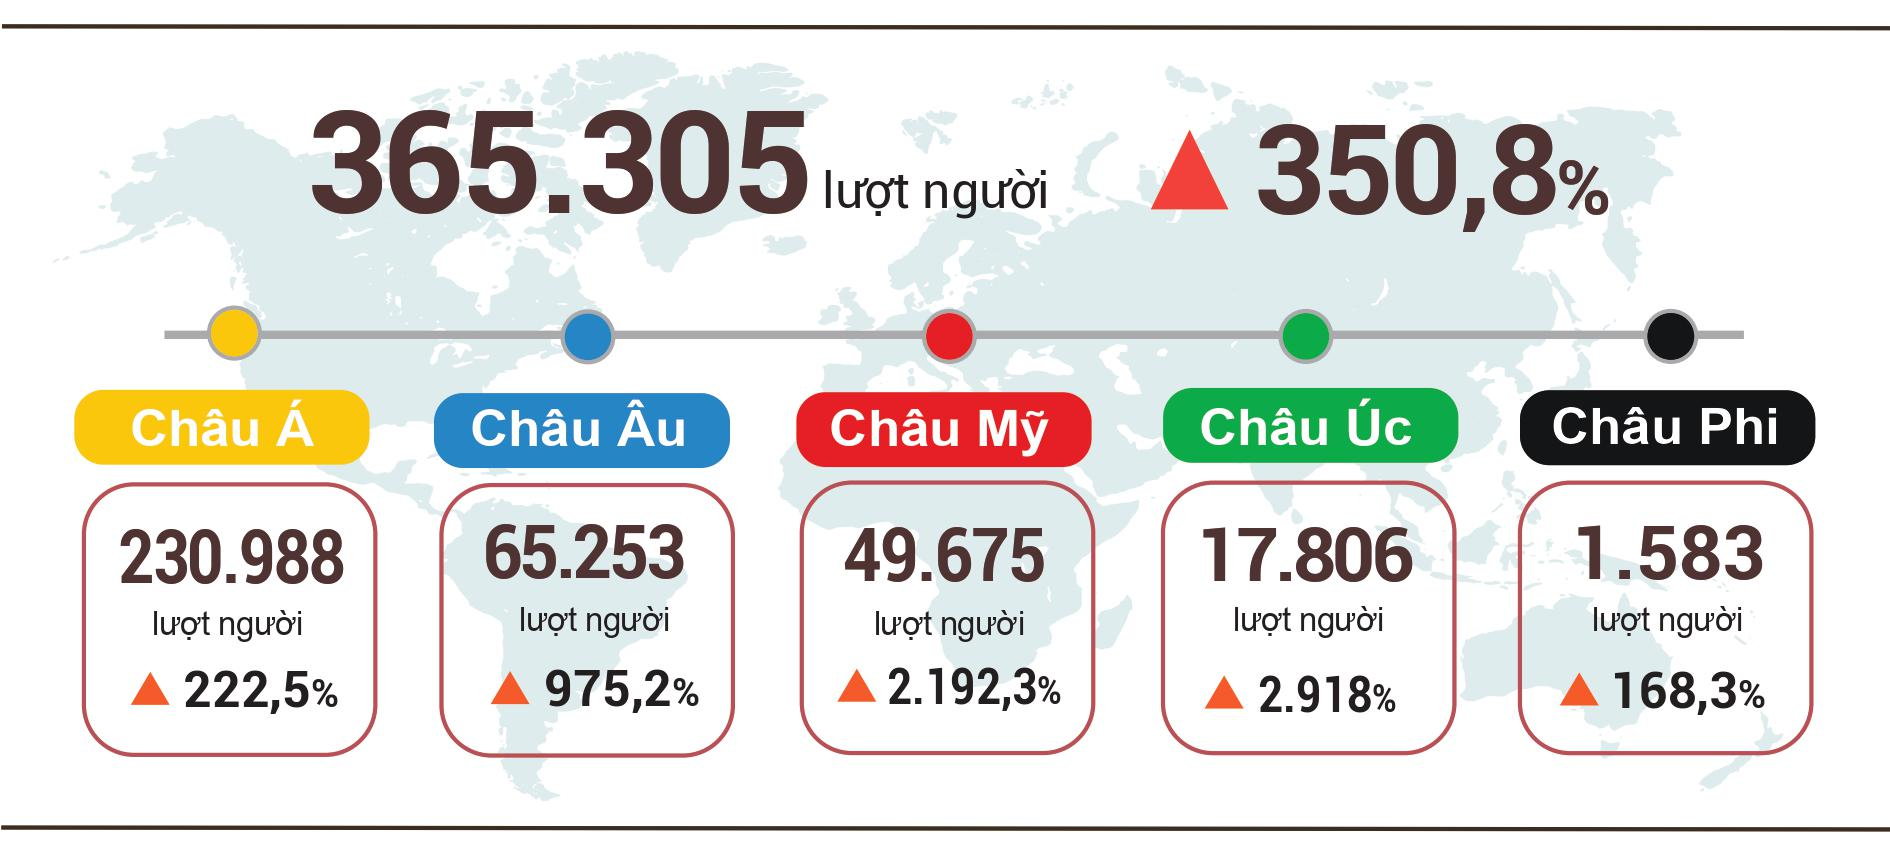 365.305 lượt người ▲ 350,8%
Châu Á
Châu Âu
Châu Mỹ
Châu Úc
Châu Phi
230.988
lượt người
▲ 222,5%
65.253
lượt người
▲ 975,2%
49.675
lượt người
▲ 2.192,3%
17.806
lượt người
▲ 2.918%
1.583
lượt người
▲ 168,3%